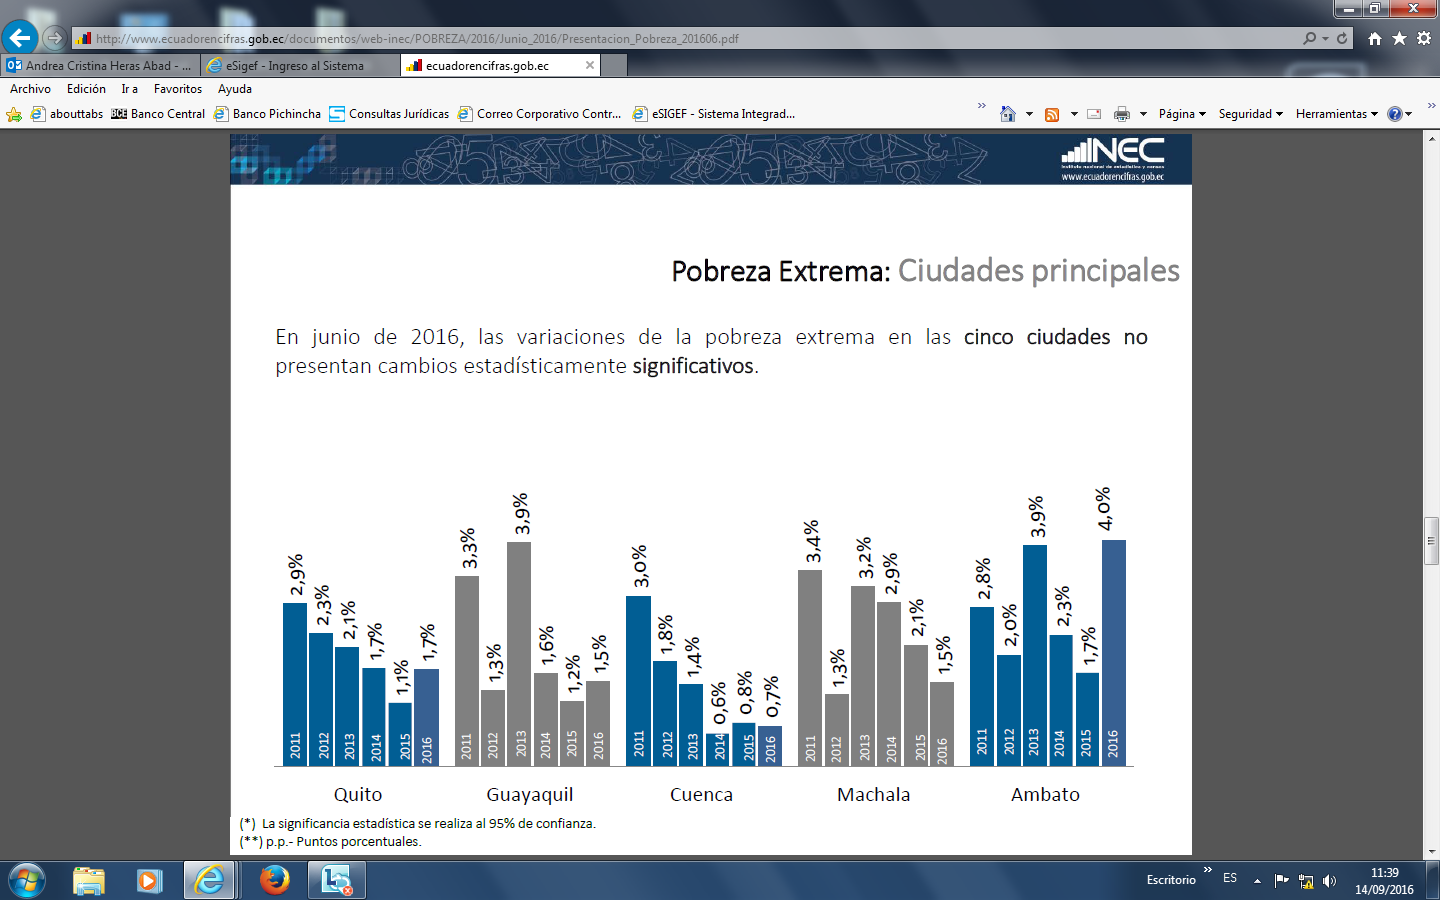 http://www.ecuadorencifras.gob.ec/documentos/web-inec/POBREZA/2016/Junio_2016/Presentacion_Pobreza_201606.pdf
Andrea Cristina Heras Abad - ...
eSigef - Ingreso al Sistema
ecuadorencifras.gob.ec
Archivo Edición Ir a Favoritos Ayuda
abouttabs BCE Banco Central Banco Pichincha Consultas Jurídicas Correo Corporativo Contr... eSIGEF - Sistema Integrad... Página Seguridad Herramientas
INEC
instituto nacional de estadística y censos
www.ecuadorencifras.gob.ec
Pobreza Extrema: Ciudades principales
En junio de 2016, las variaciones de la pobreza extrema en las cinco ciudades no
presentan cambios estadísticamente significativos.
2,9% 2,3% 2,1% 1,7% 1,1% 1,7%
2011 2012 2013 2014 2015 2016
Quito
3,3% 1,3% 3,9% 1,6% 1,2% 1,5%
2011 2012 2013 2014 2015 2016
Guayaquil
3,0% 1,8% 1,4% 0,6% 0,8% 0,7%
2011 2012 2013 2014 2015 2016
Cuenca
3,4% 1,3% 3,2% 2,9% 2,1% 1,5%
2011 2012 2013 2014 2015 2016
Machala
2,8% 2,0% 3,9% 2,3% 1,7% 4,0%
2011 2012 2013 2014 2015 2016
Ambato
(*) La significancia estadística se realiza al 95% de confianza.
(**) p.p.- Puntos porcentuales.
Escritorio ES
11:39
14/09/2016